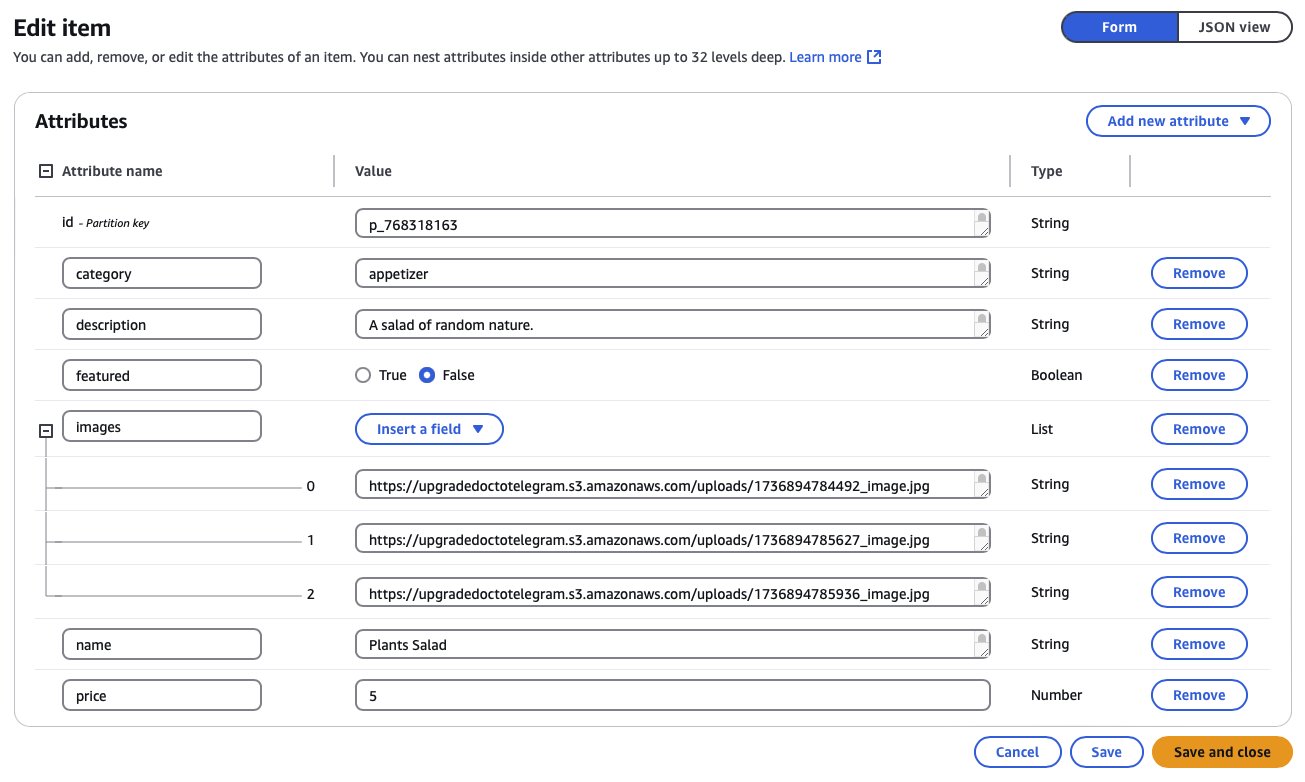 Edit item
Form JSON view
You can add, remove, or edit the attributes of an item. You can nest attributes inside other attributes up to 32 levels deep. Learn more
Attributes
Add new attribute
Attribute name Value Type
id - Partition key p_768318163 String
category appetizer String Remove
description A salad of random nature. String Remove
featured True False Boolean Remove
images Insert a field List Remove
0 https://upgradedoctotelegram.s3.amazonaws.com/uploads/1736894784492_image.jpg String Remove
1 https://upgradedoctotelegram.s3.amazonaws.com/uploads/1736894785627_image.jpg String Remove
2 https://upgradedoctotelegram.s3.amazonaws.com/uploads/1736894785936_image.jpg String Remove
name Plants Salad String Remove
price 5 Number Remove
Cancel Save Save and close